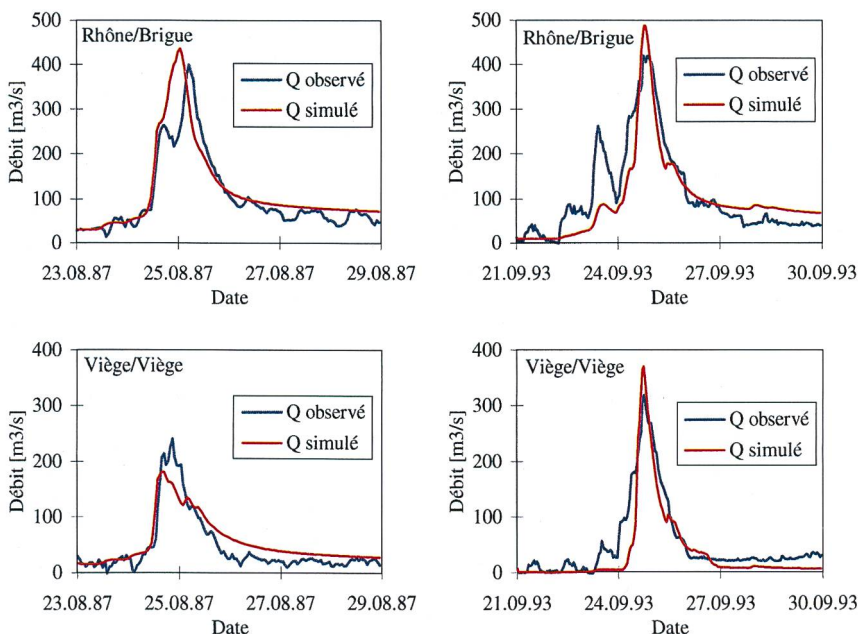 Rhône/Brigue
Débit [m3/s]
500
400
300
200
100
0
Q observé
Q simulé
23.08.87
25.08.87
27.08.87
29.08.87
Date
Rhône/Brigue
Débit [m3/s]
500
400
300
200
100
0
Q observé
Q simulé
21.09.93
24.09.93
27.09.93
30.09.93
Date
Viège/Viège
Débit [m3/s]
400
300
200
100
0
Q observé
Q simulé
23.08.87
25.08.87
27.08.87
29.08.87
Date
Viège/Viège
Débit [m3/s]
400
300
200
100
0
Q observé
Q simulé
21.09.93
24.09.93
27.09.93
30.09.93
Date